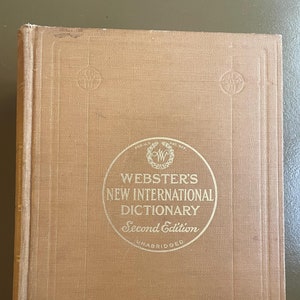 W
WEBSTER'S
NEW INTERNATIONAL
DICTIONARY
Second Edition
UNABRIDGED